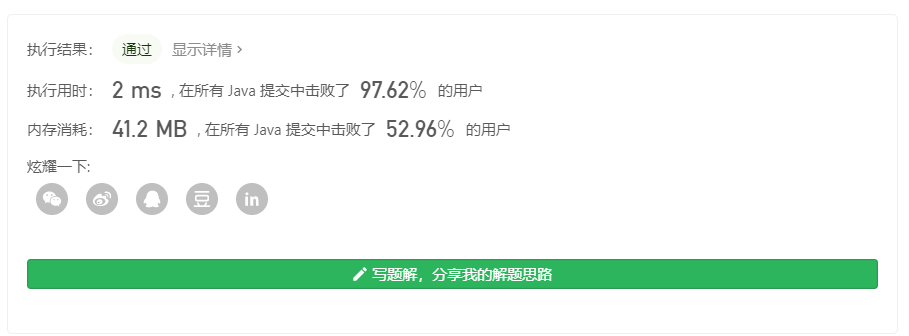 执行结果： 通过 显示详情 >
执行用时： 2 ms , 在所有 Java 提交中击败了 97.62% 的用户
内存消耗： 41.2 MB , 在所有 Java 提交中击败了 52.96% 的用户
炫耀一下:
豆 in
写题解，分享我的解题思路